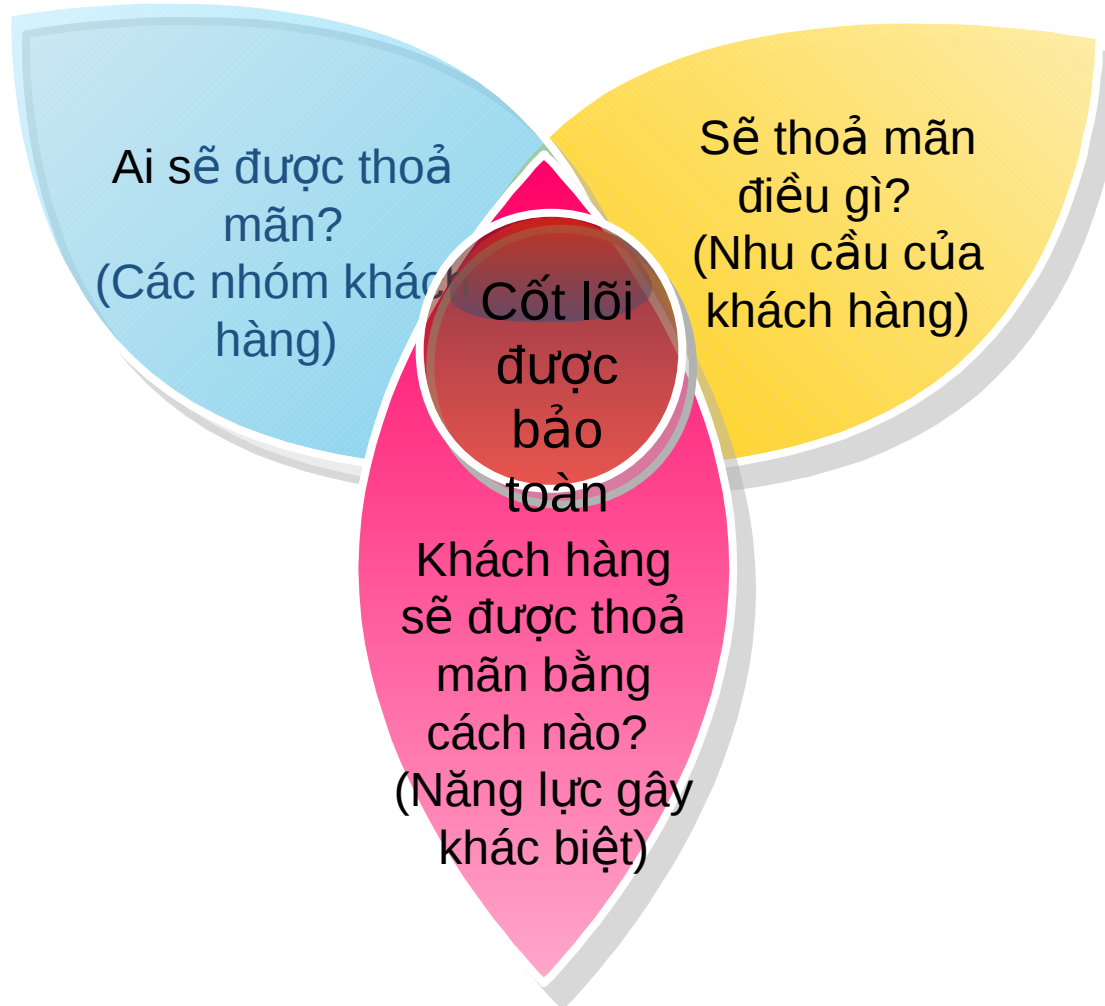 Ai sẽ được thoả
mãn?
(Các nhóm khách
hàng)
Sẽ thoả mãn
điều gì?
(Nhu cầu của
khách hàng)
Cốt lõi
được
bảo
toàn
Khách hàng
sẽ được thoả
mãn bằng
cách nào?
(Năng lực gây
khác biệt)